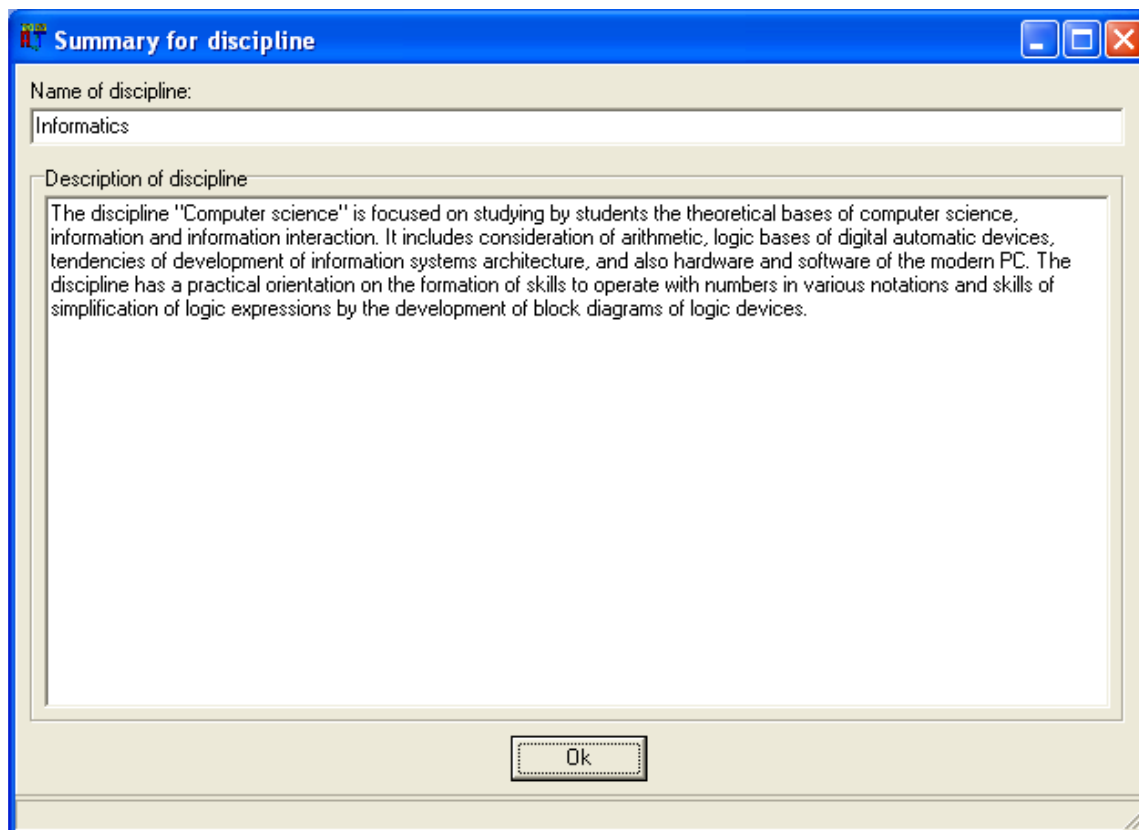 Summary for discipline
Name of discipline:
Informatics
Description of discipline
The discipline "Computer science" is focused on studying by students the theoretical bases of computer science,
information and information interaction. It includes consideration of arithmetic, logic bases of digital automatic devices,
tendencies of development of information systems architecture, and also hardware and software of the modern PC. The
discipline has a practical orientation on the formation of skills to operate with numbers in various notations and skills of
simplification of logic expressions by the development of block diagrams of logic devices.
Ok